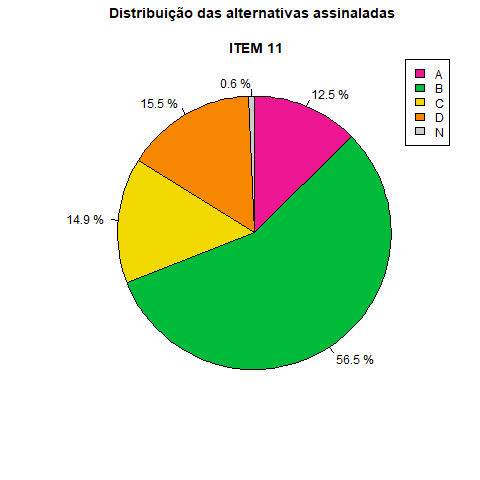 Distribuição das alternativas assinaladas
ITEM 11
A
B
C
D
N
0.6 %
12.5 %
15.5 %
14.9 %
56.5 %